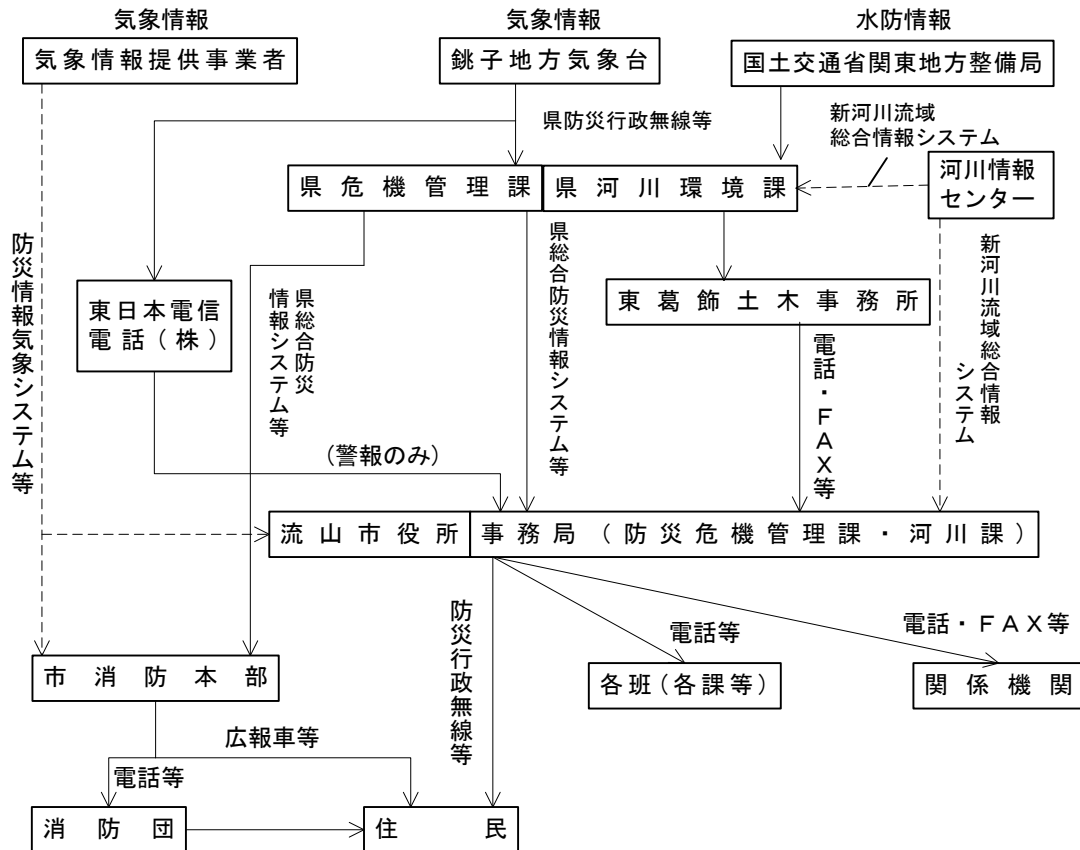 気象情報
気象情報
水防情報
気象情報提供事業者
銚子地方気象台
国土交通省関東地方整備局
県防災行政無線等
新河川流域
総合情報システム
県危機管理課
県河川環境課
河川情報
センター
防災情報気象システム等
東日本電信
電話（株）
県総合防災
情報システム等
県総合防災情報システム等
東葛飾土木事務所
新河川流域総合情報
システム
電話・ＦＡＸ等
（警報のみ）
流山市役所
事務局（防災危機管理課・河川課）
防災行政無線等
電話等
電話・ＦＡＸ等
市消防本部
各班（各課等）
関係機関
広報車等
電話等
消防団
住民